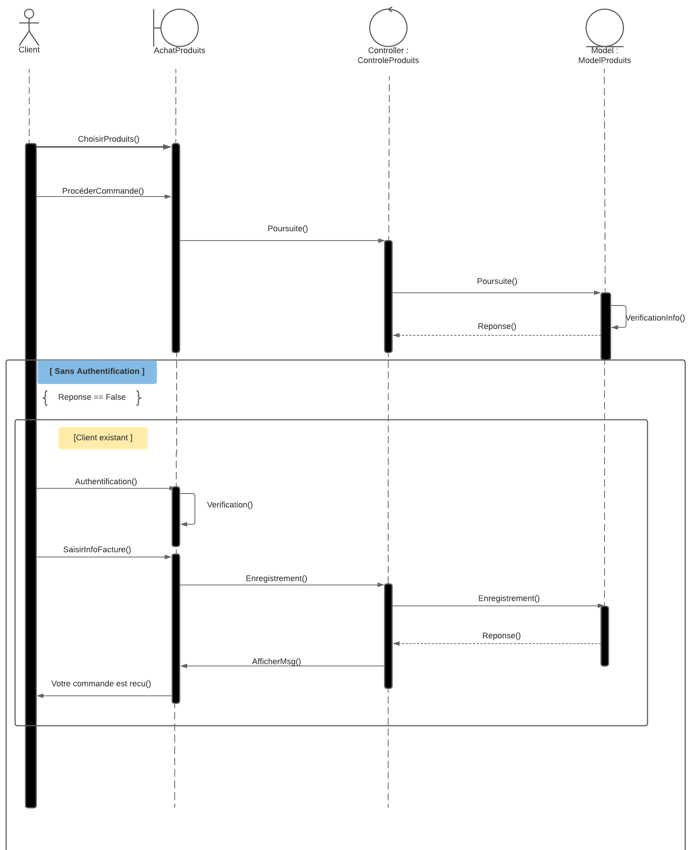 Client
AchatProduits
Controller :
ControleProduits
Model :
ModelProduits
ChoisirProduits()
ProcéderCommande()
Poursuite()
Poursuite()
VerificationInfo()
Reponse()
[ Sans Authentification ]
{ Reponse == False }
[Client existant ]
Authentification()
Verification()
SaisirInfoFacture()
Enregistrement()
Enregistrement()
Reponse()
AfficherMsg()
Votre commande est recu()